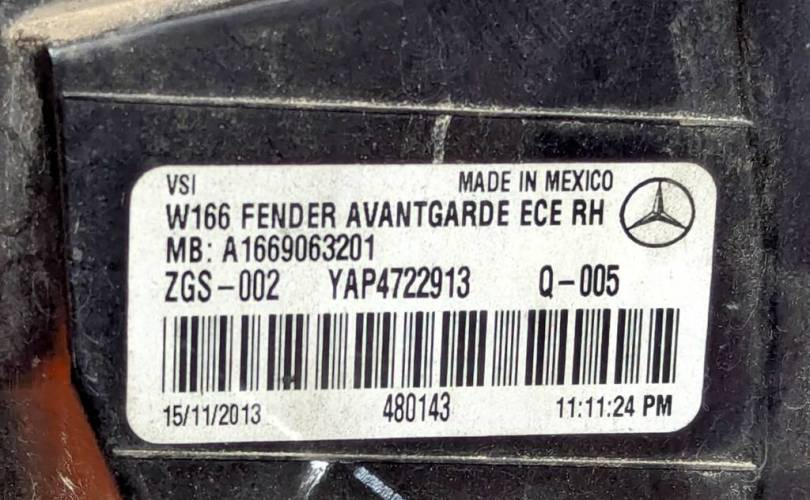 VSI MADE IN MEXICO
W166 FENDER AVANTGARDE ECE RH
MB: A1669063201
ZGS-002 YAP4722913 Q-005
15/11/2013 480143 11:11:24 PM